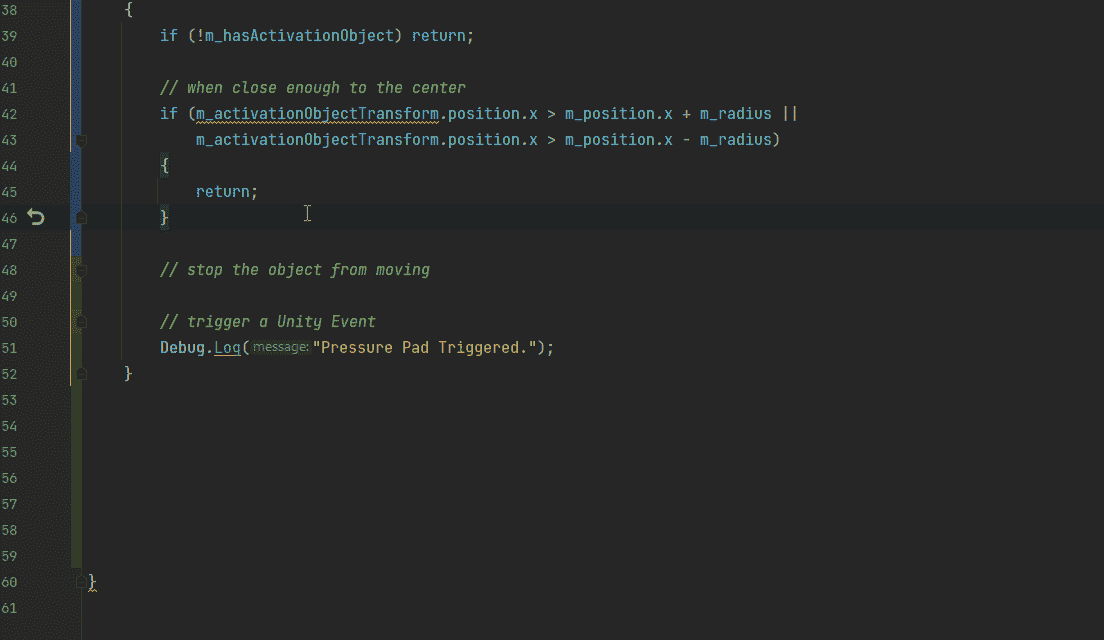 38 {
39 if (!m_hasActivationObject) return;
40
41 // when close enough to the center
42 if (m_activationObjectTransform.position.x > m_position.x + m_radius ||
43 m_activationObjectTransform.position.x > m_position.x - m_radius)
44 {
45 return;
46 }
47
48 // stop the object from moving
49
50 // trigger a Unity Event
51 Debug.Log( message: "Pressure Pad Triggered.");
52 }
53
54
55
56
57
58
59
60 }
61